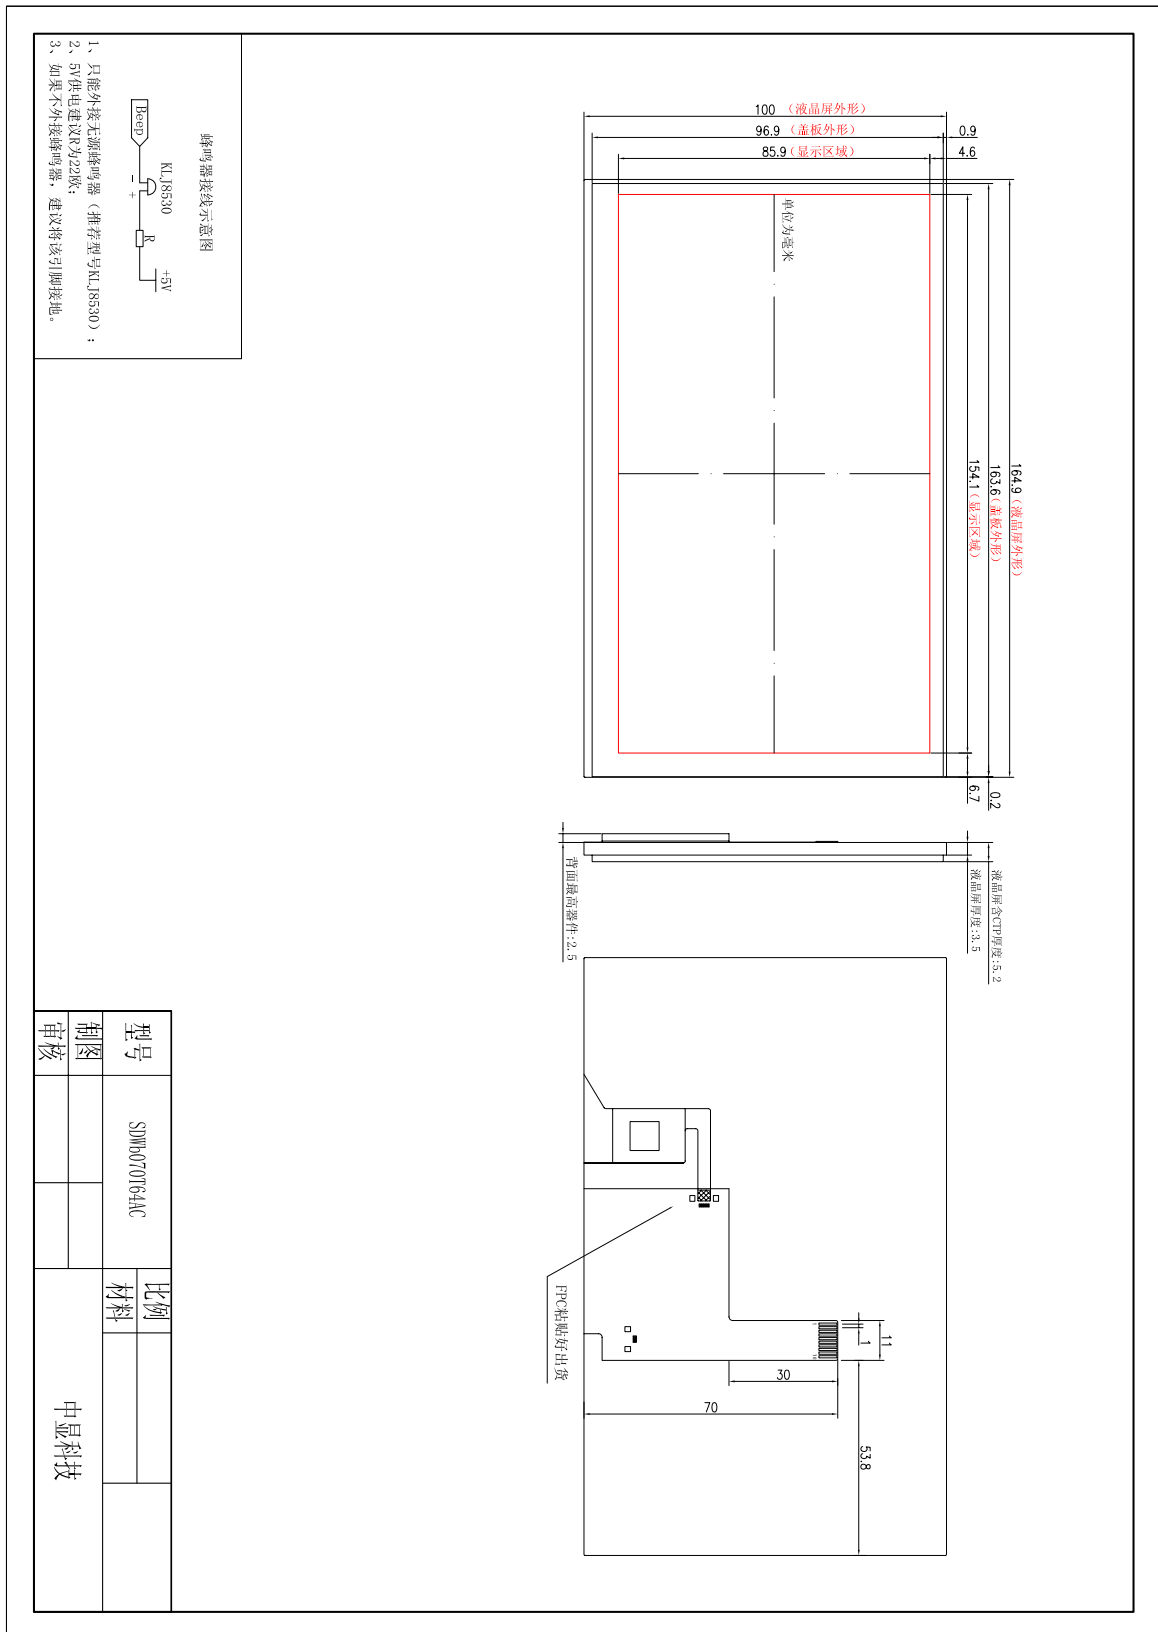 100 （液晶屏外形）
96.9 （盖板外形）
85.9（显示区域）
0.9
4.6
单位为毫米
164.9（液晶屏外形）
163.6（盖板外形）
154.1（显示区域）
0.2
6.7
液晶屏含CTP厚度:5.2
液晶屏厚度:3.5
背面最高器件:2.5
FPC粘贴好出货
11
1
30
70
53.8
蜂鸣器接线示意图
Beep
KLJ8530
- +
R
+5V
1、只能外接无源蜂鸣器（推荐型号KLJ8530）；
2、5V供电建议R为22欧；
3、如果不外接蜂鸣器，建议将该引脚接地。
型号
SDWb070T64AC
比例
材料
制图
审核
中显科技